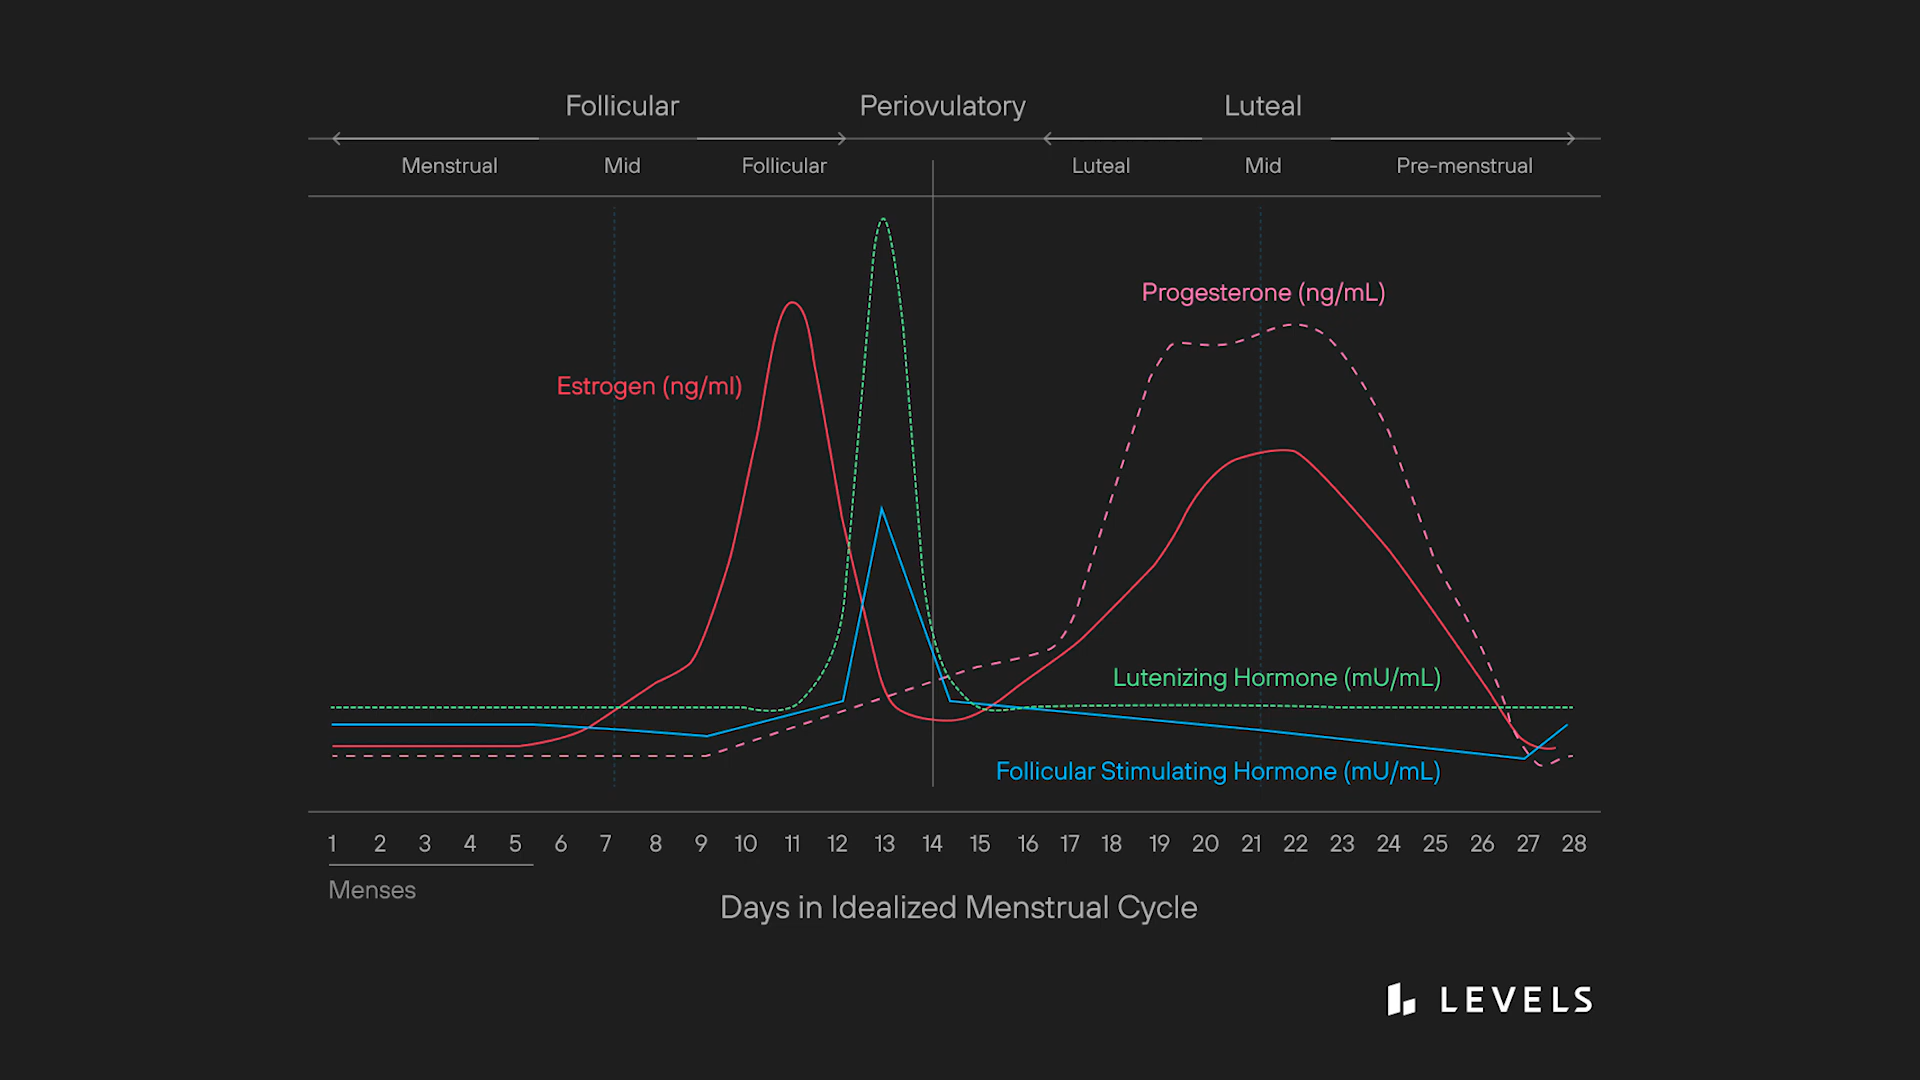 Follicular Periovulatory Luteal
Menstrual Mid Follicular Luteal Mid Pre-menstrual
Progesterone (ng/mL)
Estrogen (ng/ml)
Lutenizing Hormone (mU/mL)
Follicular Stimulating Hormone (mU/mL)
1 2 3 4 5 6 7 8 9 10 11 12 13 14 15 16 17 18 19 20 21 22 23 24 25 26 27 28
Menses
Days in Idealized Menstrual Cycle
LEVELS